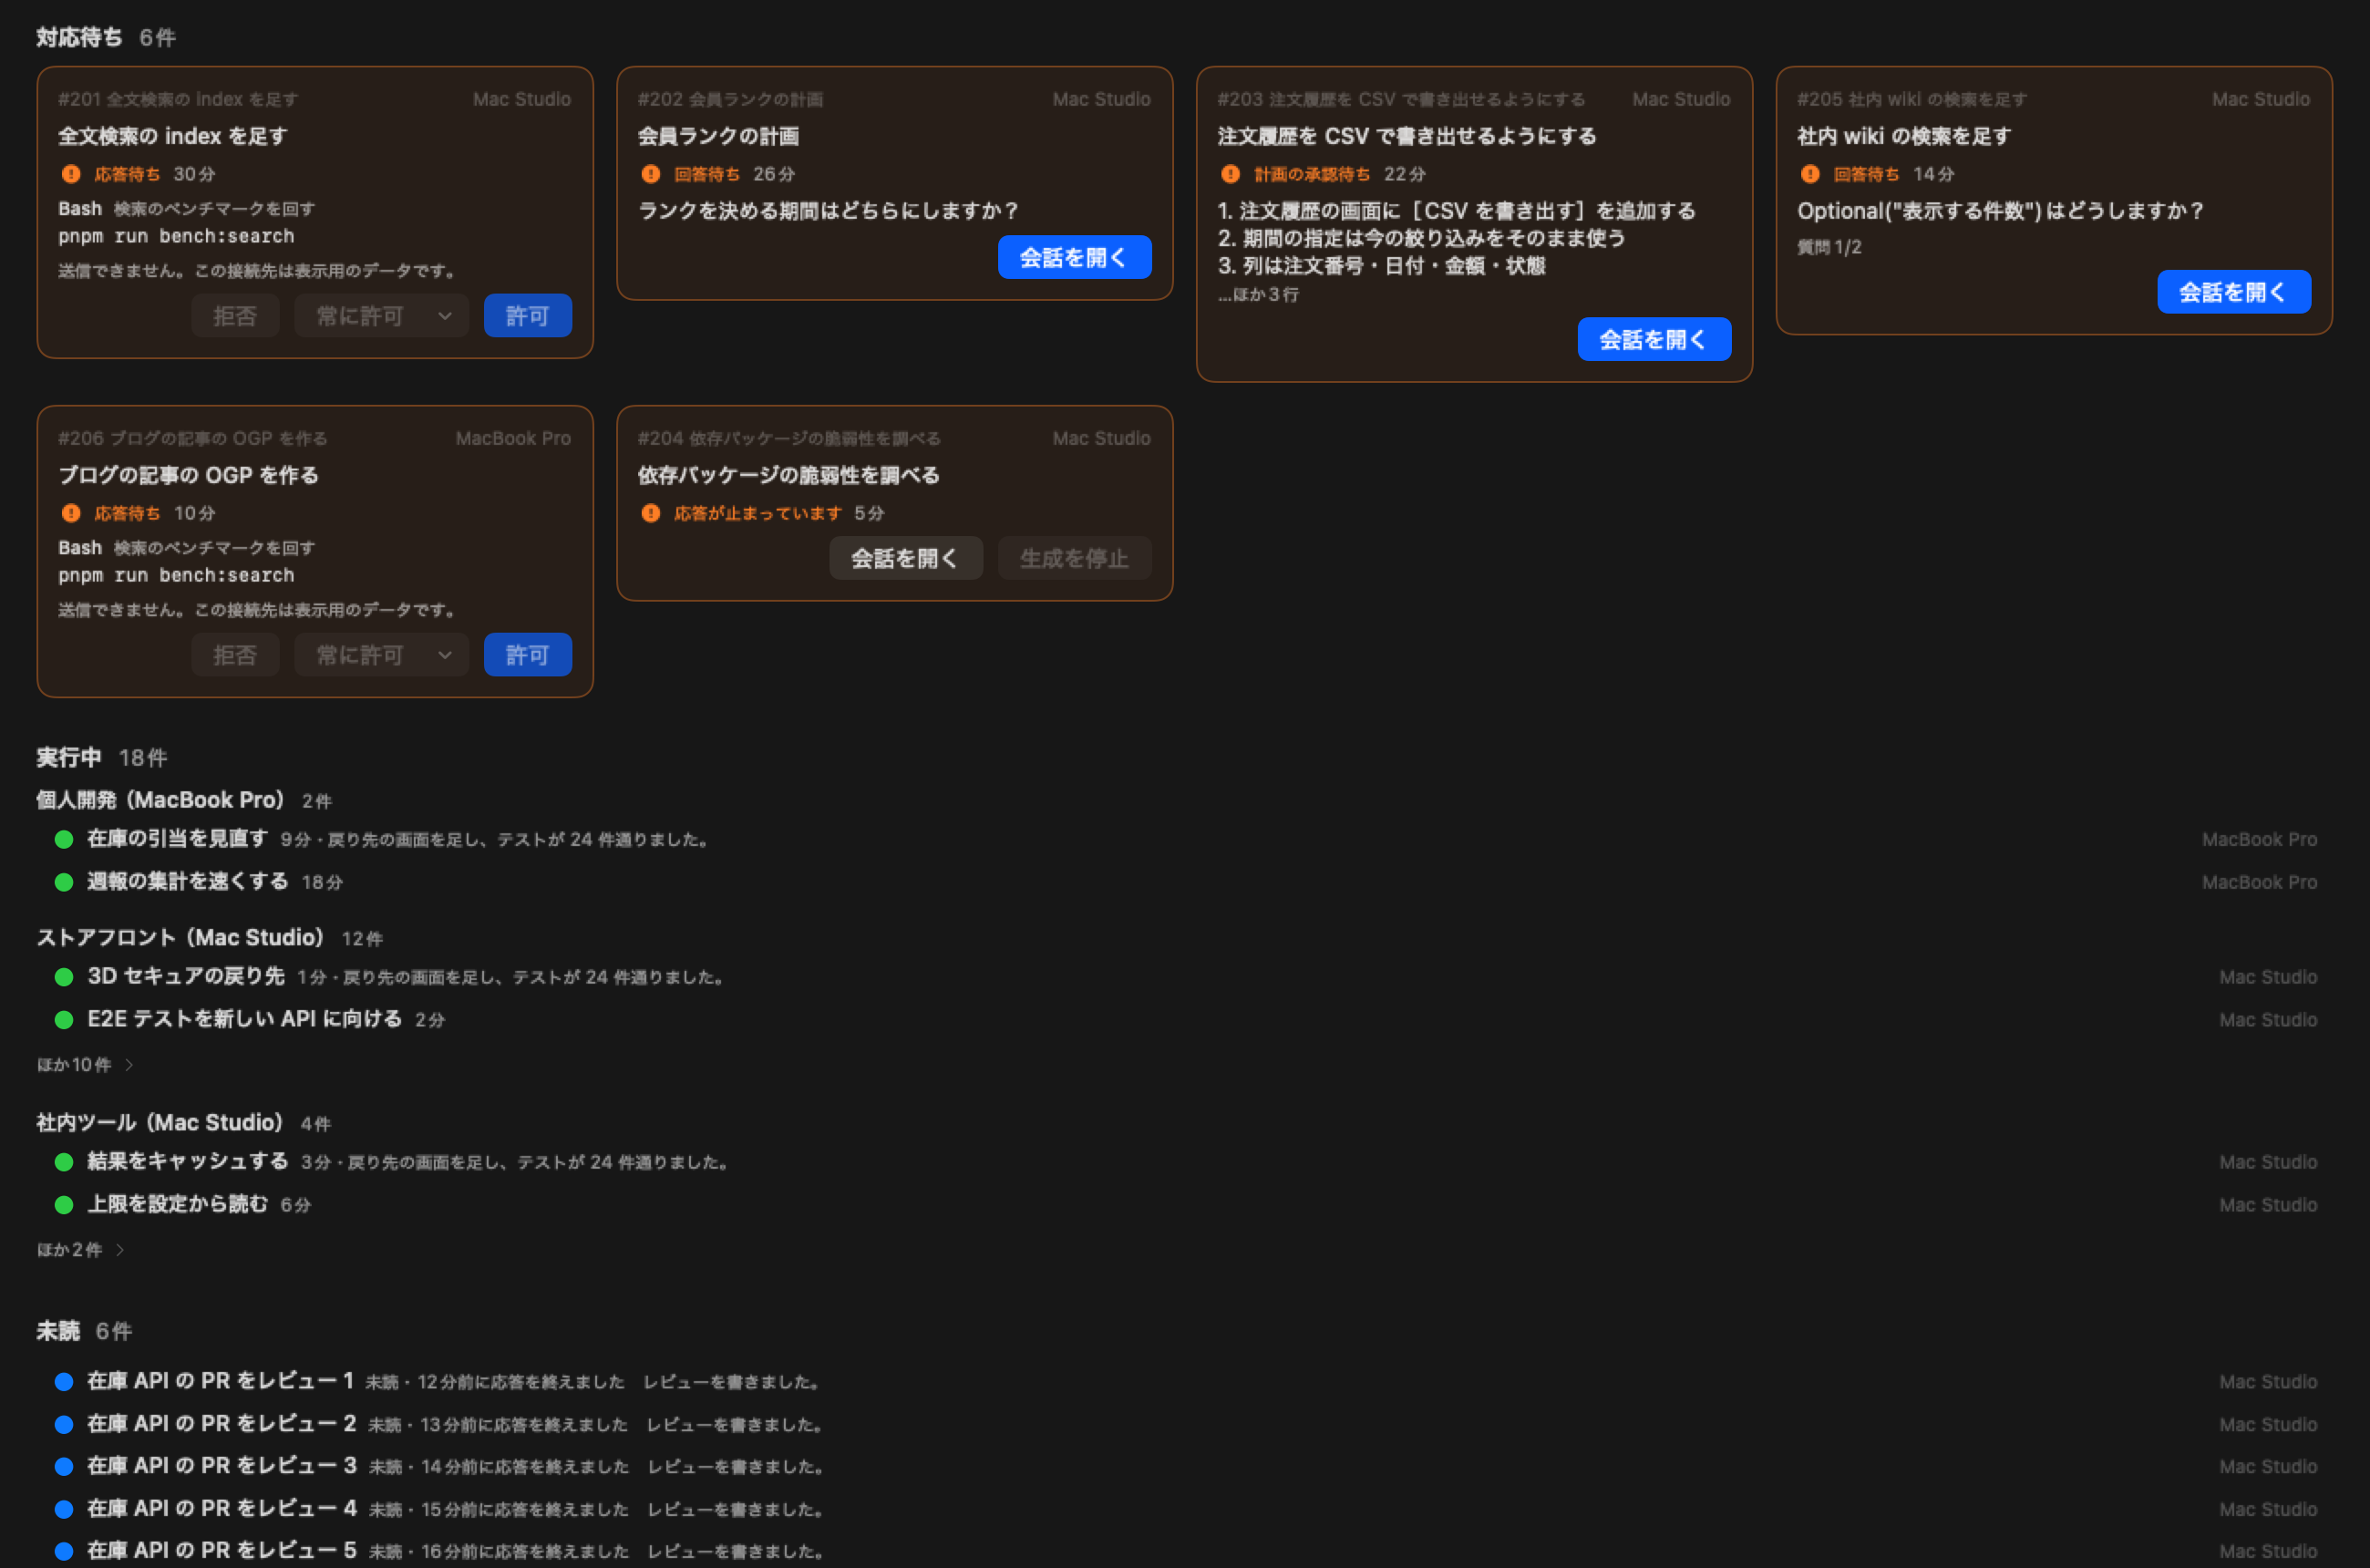 対応待ち 6件
#201 全文検索の index を足す Mac Studio
全文検索の index を足す
応答待ち 30分
Bash 検索のベンチマークを回す
pnpm run bench:search
送信できません。この接続先は表示用のデータです。
拒否 常に許可 許可
#202 会員ランクの計画 Mac Studio
会員ランクの計画
回答待ち 26分
ランクを決める期間はどちらにしますか？
会話を開く
#203 注文履歴を CSV で書き出せるようにする Mac Studio
注文履歴を CSV で書き出せるようにする
計画の承認待ち 22分
1. 注文履歴の画面に［CSV を書き出す］を追加する
2. 期間の指定は今の絞り込みをそのまま使う
3. 列は注文番号・日付・金額・状態
…ほか3行
会話を開く
#205 社内 wiki の検索を足す Mac Studio
社内 wiki の検索を足す
回答待ち 14分
Optional("表示する件数")はどうしますか？
質問 1/2
会話を開く
#206 ブログの記事の OGP を作る MacBook Pro
ブログの記事の OGP を作る
応答待ち 10分
Bash 検索のベンチマークを回す
pnpm run bench:search
送信できません。この接続先は表示用のデータです。
拒否 常に許可 許可
#204 依存パッケージの脆弱性を調べる Mac Studio
依存パッケージの脆弱性を調べる
応答が止まっています 5分
会話を開く 生成を停止
実行中 18件
個人開発（MacBook Pro） 2件
在庫の引当を見直す 9分・戻り先の画面を足し、テストが 24 件通りました。 MacBook Pro
週報の集計を速くする 18分 MacBook Pro
ストアフロント（Mac Studio） 12件
3D セキュアの戻り先 1分・戻り先の画面を足し、テストが 24 件通りました。 Mac Studio
E2E テストを新しい API に向ける 2分 Mac Studio
ほか10件
社内ツール（Mac Studio） 4件
結果をキャッシュする 3分・戻り先の画面を足し、テストが 24 件通りました。 Mac Studio
上限を設定から読む 6分 Mac Studio
ほか2件
未読 6件
在庫 API の PR をレビュー 1 未読・12分前に応答を終えました レビューを書きました。 Mac Studio
在庫 API の PR をレビュー 2 未読・13分前に応答を終えました レビューを書きました。 Mac Studio
在庫 API の PR をレビュー 3 未読・14分前に応答を終えました レビューを書きました。 Mac Studio
在庫 API の PR をレビュー 4 未読・15分前に応答を終えました レビューを書きました。 Mac Studio
在庫 API の PR をレビュー 5 未読・16分前に応答を終えました レビューを書きました。 Mac Studio